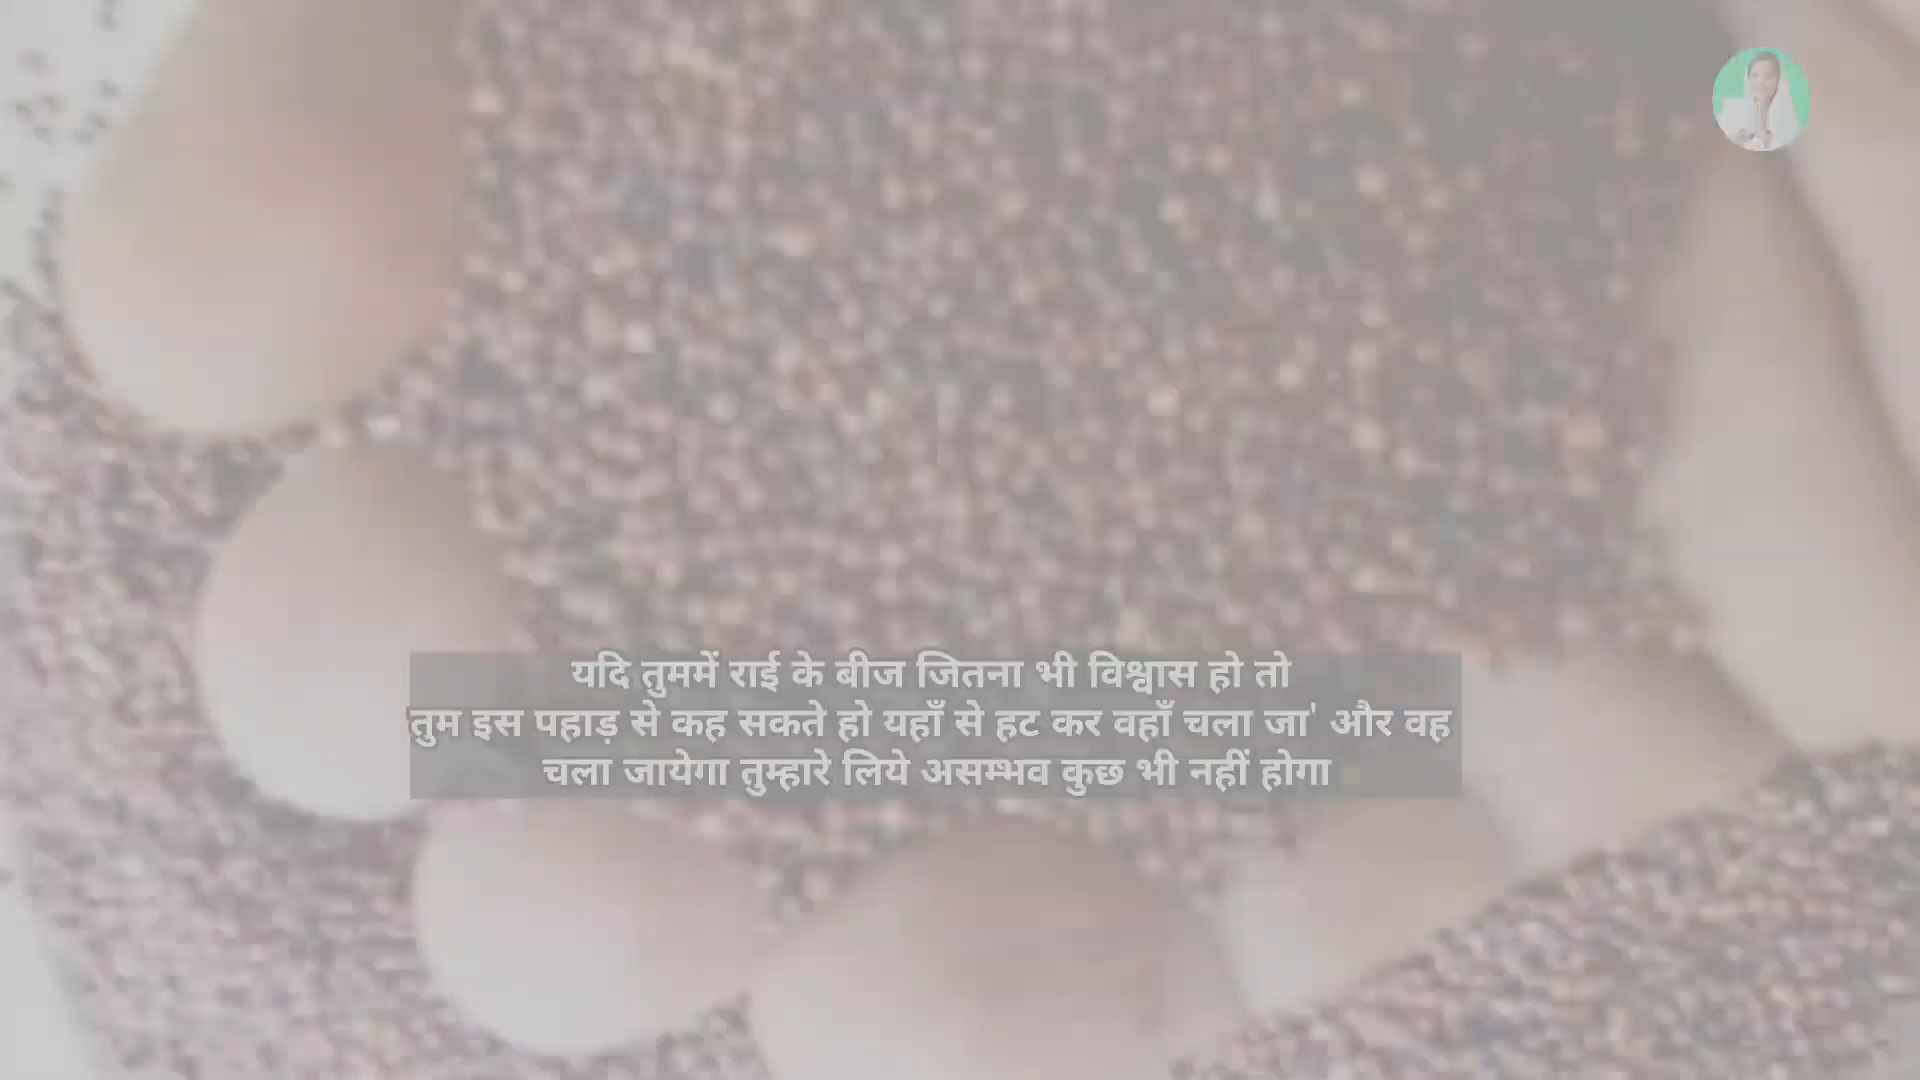 यदि तुममें राई के बीज जितना भी विश्वास हो तो
'तुम इस पहाड़ से कह सकते हो यहाँ से हट कर वहाँ चला जा' और वह
चला जायेगा तुम्हारे लिये असम्भव कुछ भी नहीं होगा